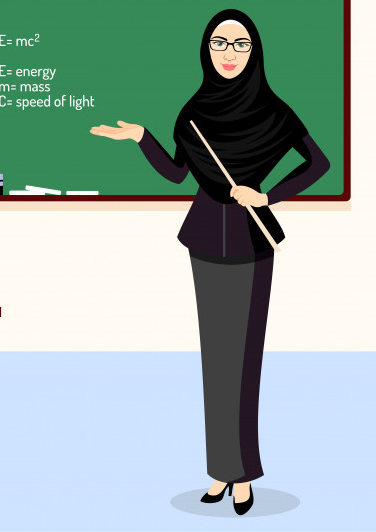 E= mc²
E= energy
m= mass
C= speed of light